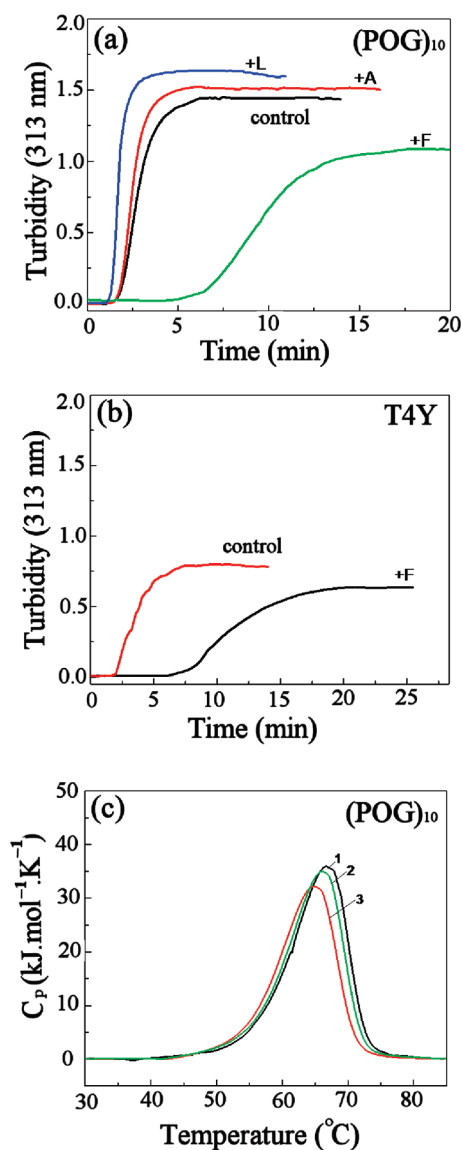 (a) (POG)₁₀
+L
+A
control
+F
2.0
1.5
1.0
0.5
0.0
Turbidity (313 nm)
0 5 10 15 20
Time (min)
(b) T4Y
control
+F
2.0
1.5
1.0
0.5
0.0
Turbidity (313 nm)
0 5 10 15 20 25
Time (min)
(c) (POG)₁₀
1
2
3
50
40
30
20
10
0
Cₚ (kJ.mol⁻¹.K⁻¹)
30 40 50 60 70 80
Temperature (°C)